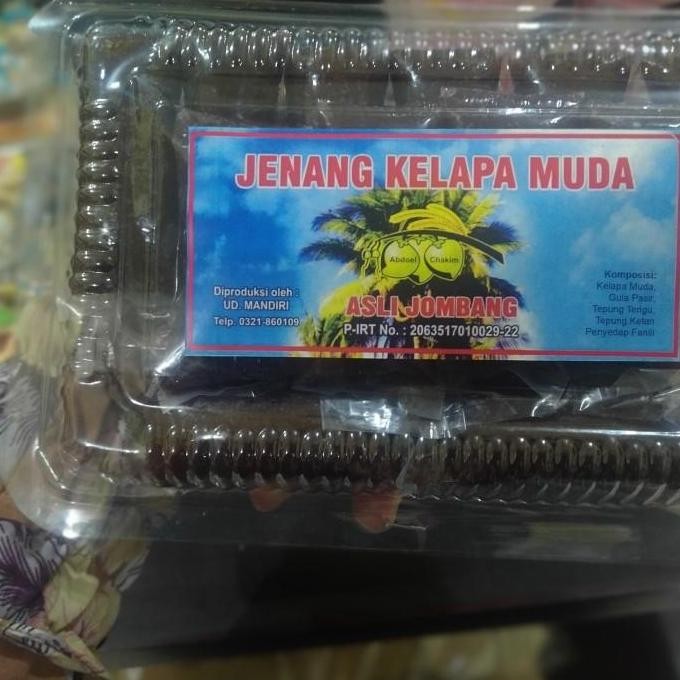 JENANG KELAPA MUDA
Abdoel Chakim
ASLI JOMBANG
P-IRT No. : 2063517010029-22
Diproduksi oleh :
UD. MANDIRI
Telp. 0321-860109
Komposisi:
Kelapa Muda,
Gula Pasir,
Tepung Terigu,
Tepung Ketan
Penyedap Fanili